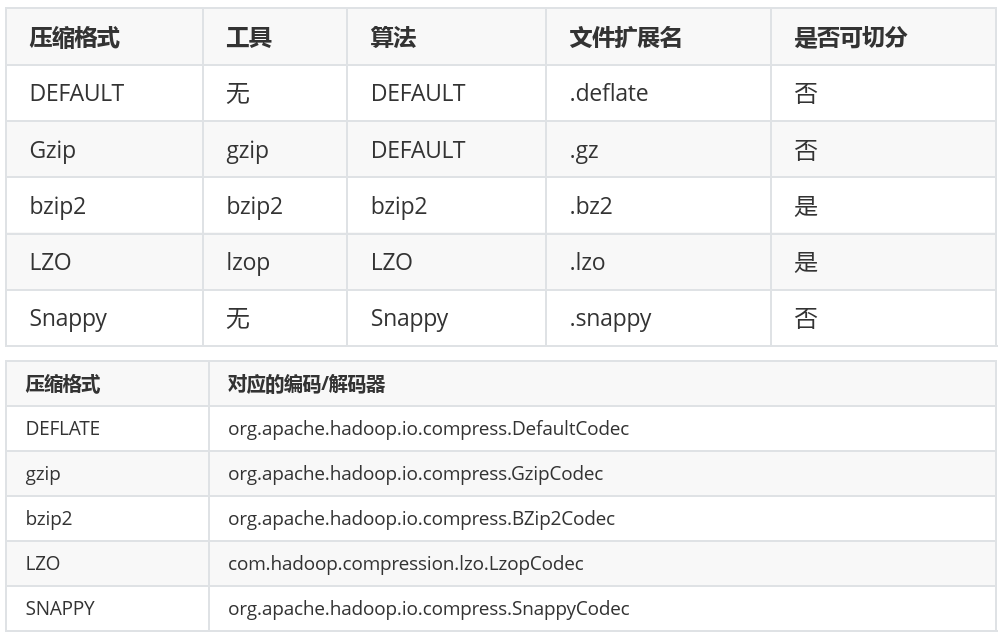 压缩格式 工具 算法 文件扩展名 是否可切分
DEFAULT 无 DEFAULT .deflate 否
Gzip gzip DEFAULT .gz 否
bzip2 bzip2 bzip2 .bz2 是
LZO lzop LZO .lzo 是
Snappy 无 Snappy .snappy 否
压缩格式 对应的编码/解码器
DEFLATE org.apache.hadoop.io.compress.DefaultCodec
gzip org.apache.hadoop.io.compress.GzipCodec
bzip2 org.apache.hadoop.io.compress.BZip2Codec
LZO com.hadoop.compression.lzo.LzopCodec
SNAPPY org.apache.hadoop.io.compress.SnappyCodec